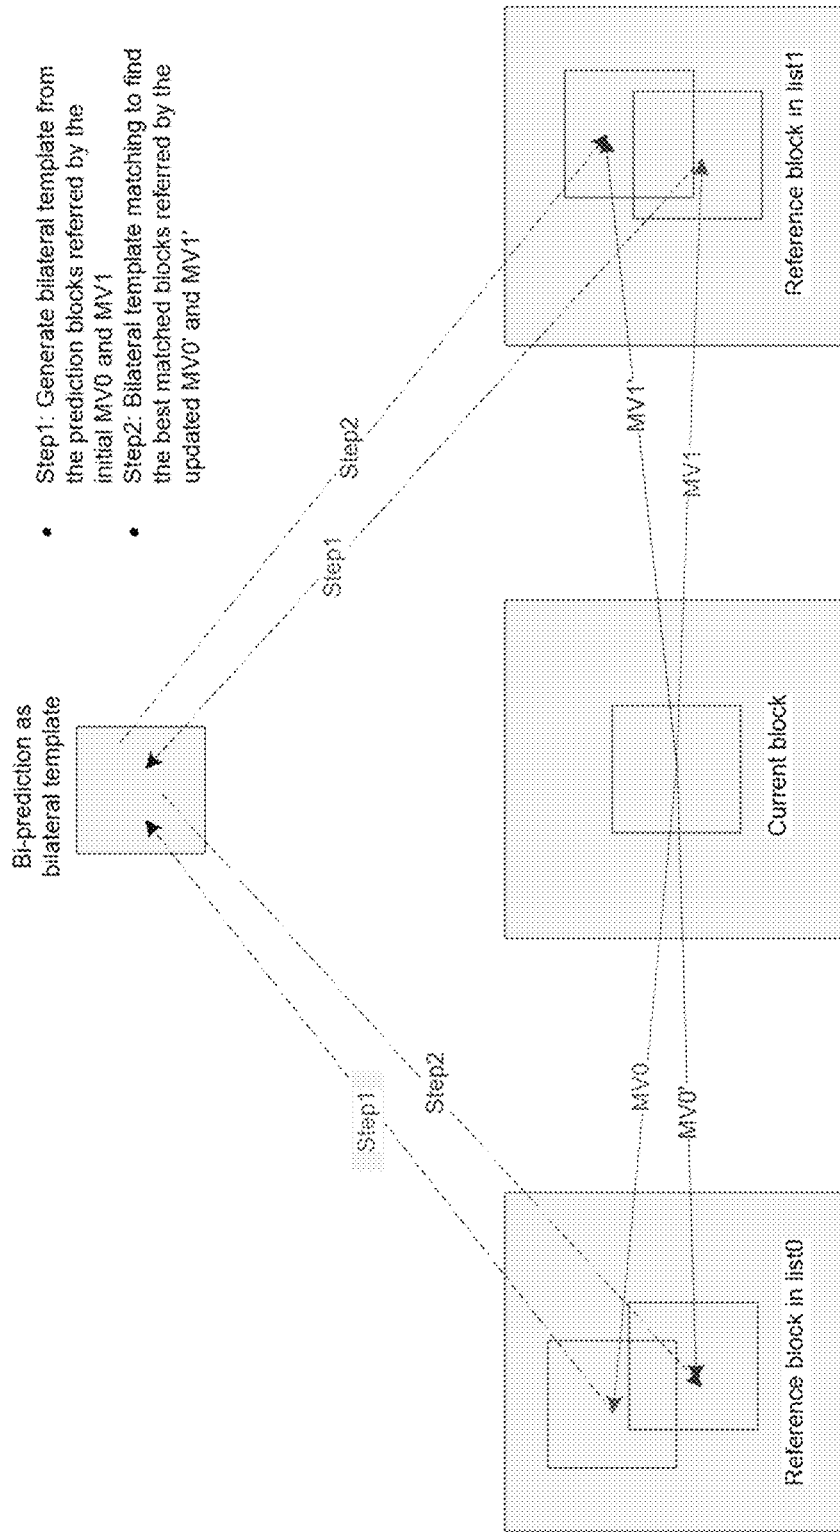 Bi-prediction as
bilateral template
• Step1: Generate bilateral template from
the prediction blocks referred by the
initial MV0 and MV1
• Step2: Bilateral template matching to find
the best matched blocks referred by the
updated MV0' and MV1'
Step1
Step2
Step1
Step2
MV0
MV0'
MV1'
MV1
Reference block in list0
Current block
Reference block in list1